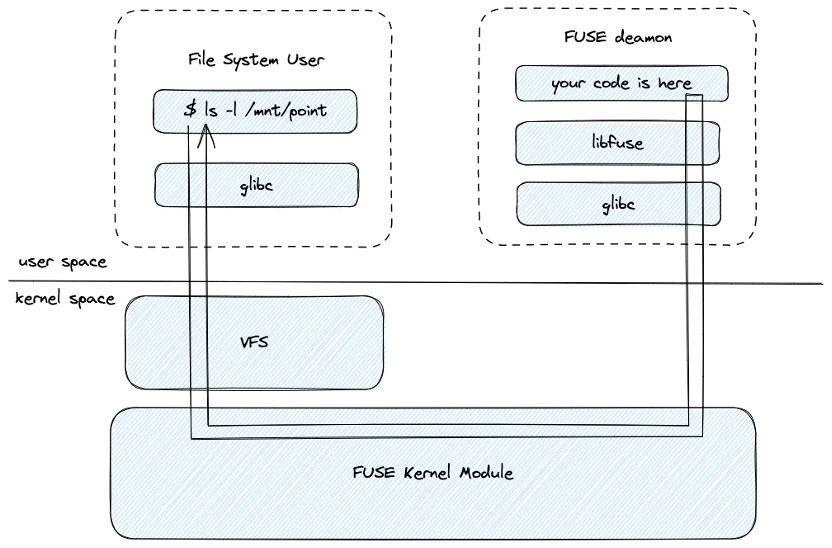 File System User
$ ls -l /mnt/point
glibc
FUSE deamon
your code is here
libfuse
glibc
user space
kernel space
VFS
FUSE Kernel Module